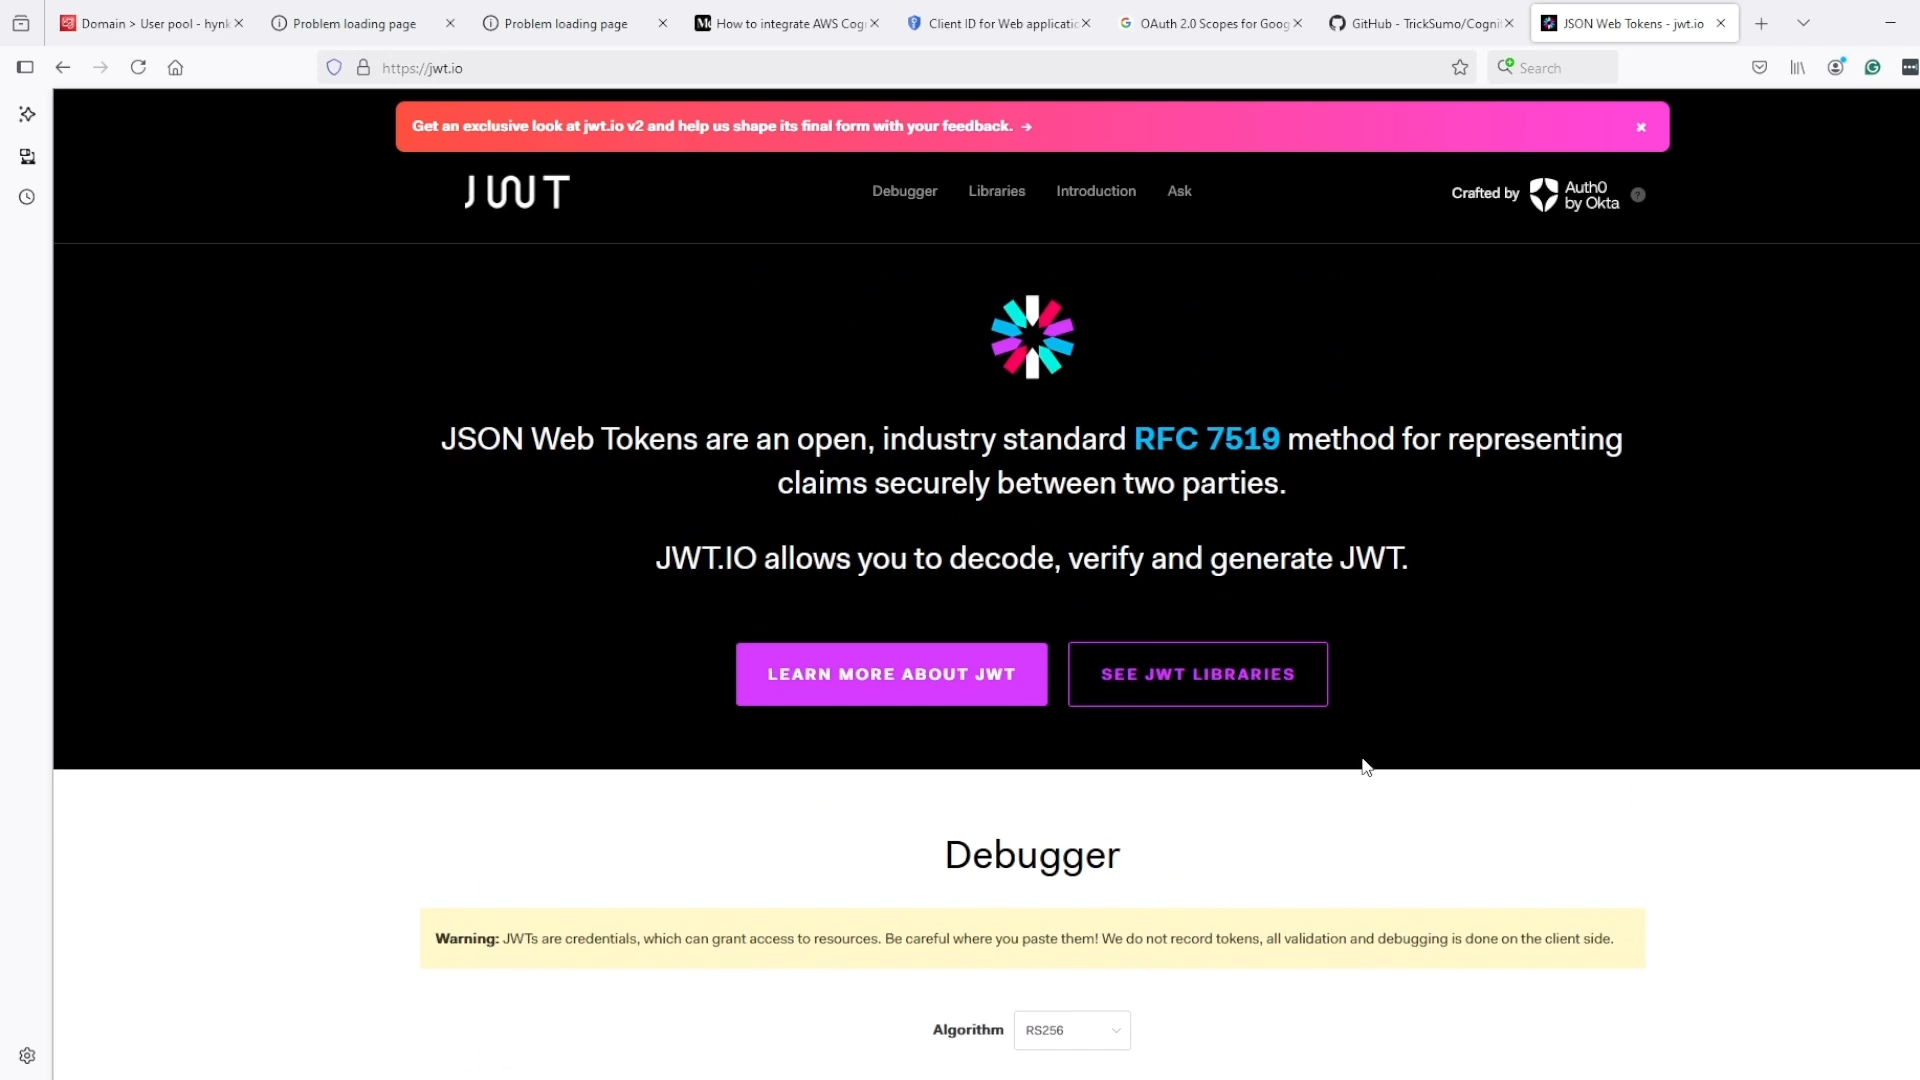 Domain > User pool - hynk
Problem loading page
Problem loading page
How to integrate AWS Cog
Client ID for Web applicatio
OAuth 2.0 Scopes for Goog
GitHub - TrickSumo/Cogni
JSON Web Tokens - jwt.io
https://jwt.io
Search
Get an exclusive look at jwt.io v2 and help us shape its final form with your feedback. →
JWT
Debugger
Libraries
Introduction
Ask
Crafted by
Auth0
by Okta
?
JSON Web Tokens are an open, industry standard RFC 7519 method for representing
claims securely between two parties.
JWT.IO allows you to decode, verify and generate JWT.
LEARN MORE ABOUT JWT
SEE JWT LIBRARIES
Debugger
Warning: JWTs are credentials, which can grant access to resources. Be careful where you paste them! We do not record tokens, all validation and debugging is done on the client side.
Algorithm
RS256